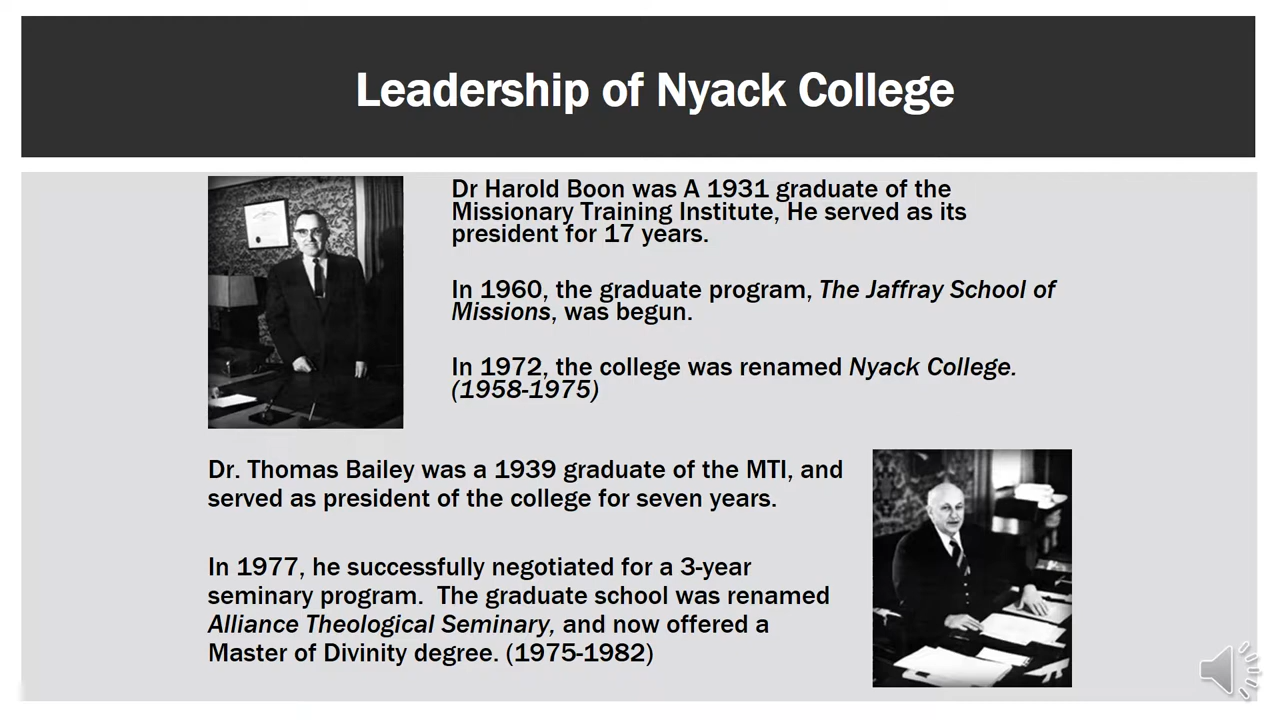 Leadership of Nyack College
Dr Harold Boon was A 1931 graduate of the
Missionary Training Institute, He served as its
president for 17 years.
In 1960, the graduate program, The Jaffray School of
Missions, was begun.
In 1972, the college was renamed Nyack College.
(1958-1975)
Dr. Thomas Bailey was a 1939 graduate of the MTI, and
served as president of the college for seven years.
In 1977, he successfully negotiated for a 3-year
seminary program.  The graduate school was renamed
Alliance Theological Seminary, and now offered a
Master of Divinity degree. (1975-1982)